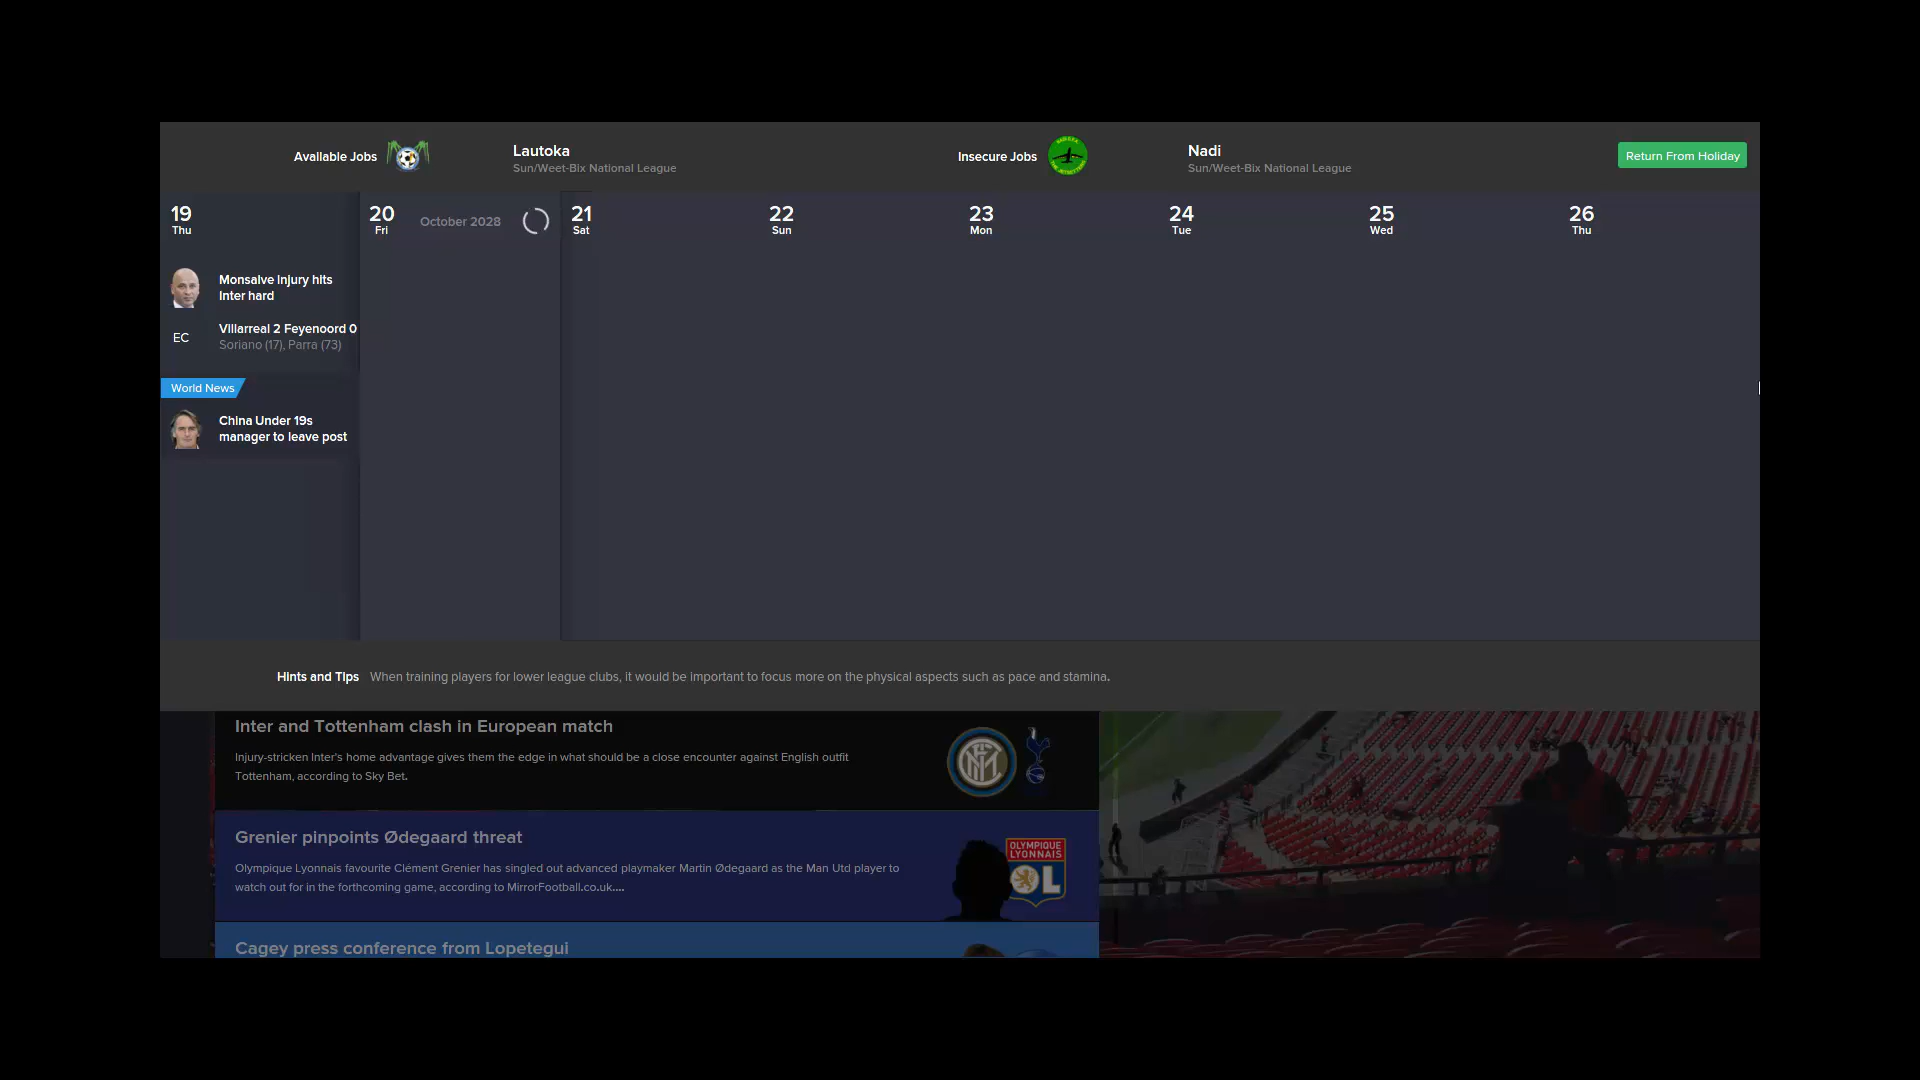 Available Jobs
Lautoka
Sun/Weet-Bix National League
Insecure Jobs
Nadi
Sun/Weet-Bix National League
Return From Holiday
19
Thu
20
Fri
October 2028
21
Sat
22
Sun
23
Mon
24
Tue
25
Wed
26
Thu
Monsalve injury hits
Inter hard
EC
Villarreal 2 Feyenoord 0
Soriano (17), Parra (73)
World News
China Under 19s
manager to leave post
Hints and Tips
When training players for lower league clubs, it would be important to focus more on the physical aspects such as pace and stamina.
Inter and Tottenham clash in European match
Injury-stricken Inter's home advantage gives them the edge in what should be a close encounter against English outfit
Tottenham, according to Sky Bet.
Grenier pinpoints Ødegaard threat
Olympique Lyonnais favourite Clément Grenier has singled out advanced playmaker Martin Ødegaard as the Man Utd player to
watch out for in the forthcoming game, according to MirrorFootball.co.uk....
OLYMPIQUE
LYONNAIS
OL
Cagey press conference from Lopetegui